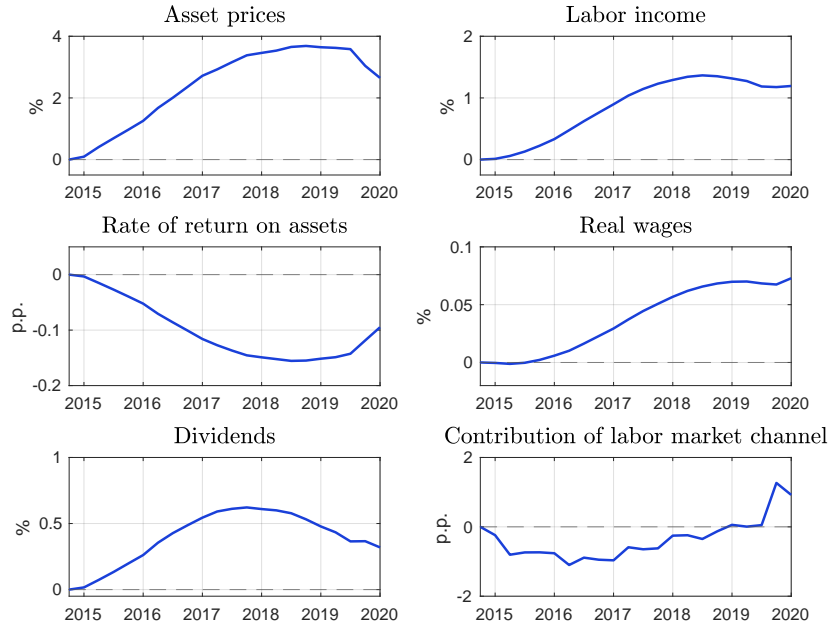 Asset prices
%
4
2
0
2015 2016 2017 2018 2019 2020
Labor income
%
2
1
0
2015 2016 2017 2018 2019 2020
Rate of return on assets
p.p.
0
-0.1
-0.2
2015 2016 2017 2018 2019 2020
Real wages
%
0.1
0.05
0
2015 2016 2017 2018 2019 2020
Dividends
%
1
0.5
0
2015 2016 2017 2018 2019 2020
Contribution of labor market channel
p.p.
2
0
-2
2015 2016 2017 2018 2019 2020